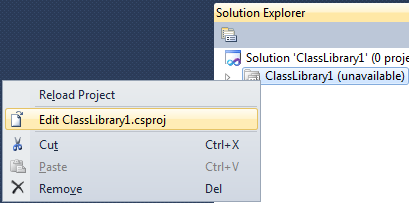 Solution Explorer
Solution 'ClassLibrary1' (0 proje
ClassLibrary1 (unavailable)
Reload Project
Edit ClassLibrary1.csproj
Cut Ctrl+X
Paste Ctrl+V
Remove Del